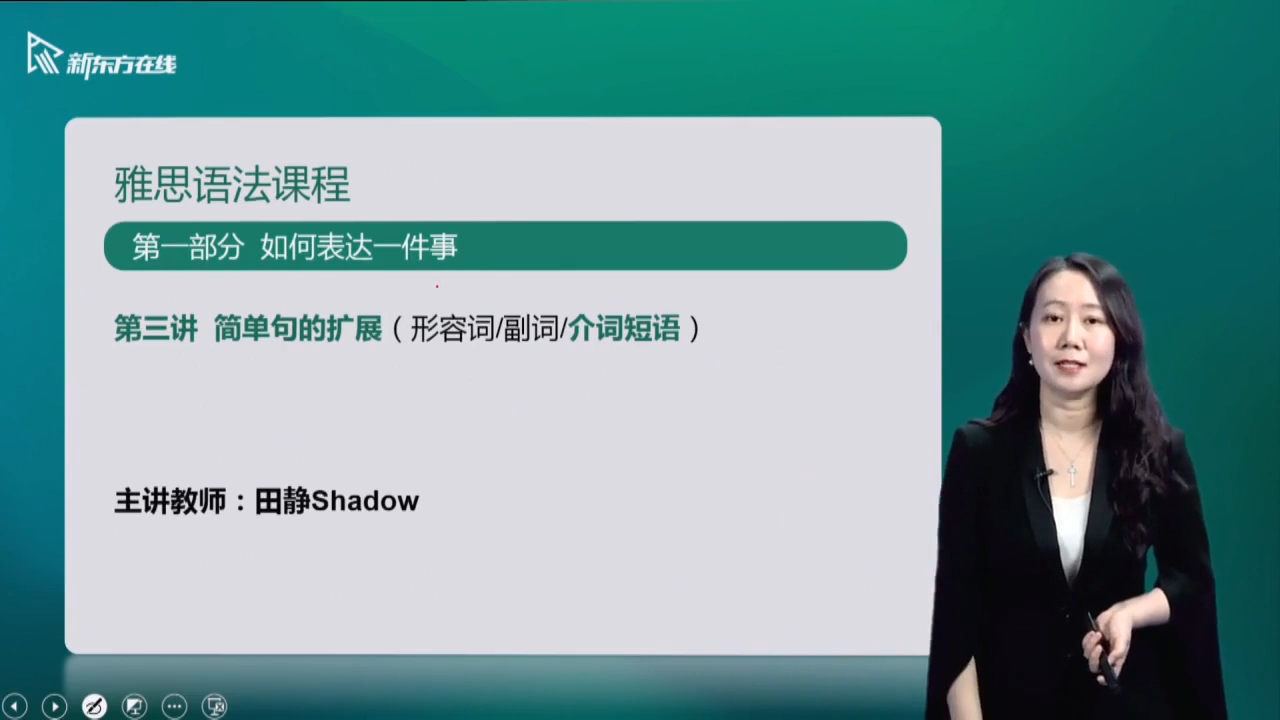 新东方在线
雅思语法课程
第一部分 如何表达一件事
第三讲 简单句的扩展（形容词/副词/介词短语）
主讲教师：田静Shadow